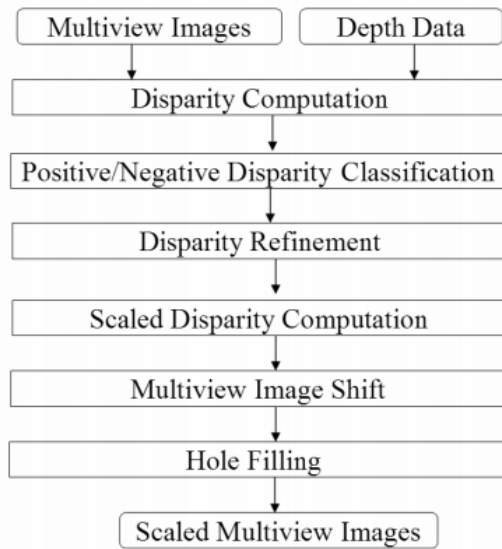 Multiview Images
Depth Data
Disparity Computation
Positive/Negative Disparity Classification
Disparity Refinement
Scaled Disparity Computation
Multiview Image Shift
Hole Filling
Scaled Multiview Images